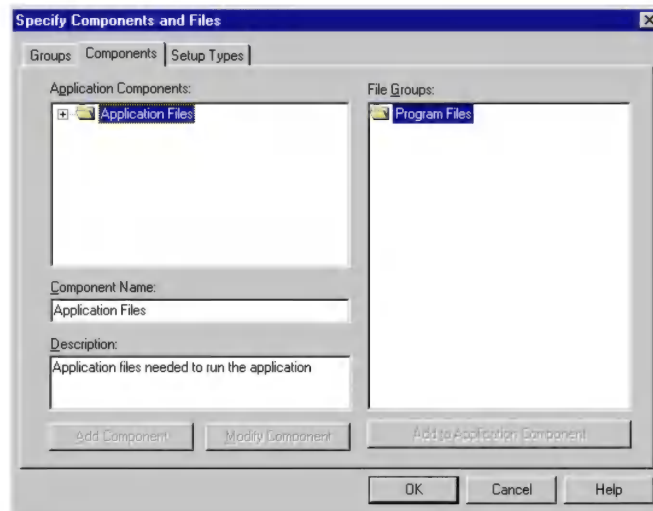 Specify Components and Files
Groups Components Setup Types
Application Components:
Application Files
Component Name:
Application Files
Description:
Application files needed to run the application
Add Component Modify Component
File Groups:
Program Files
Add to Application Component
OK Cancel Help